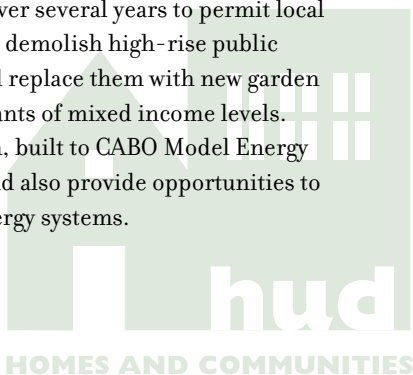 ver several years to permit local
demolish high-rise public
l replace them with new garden
nts of mixed income levels.
, built to CABO Model Energy
d also provide opportunities to
ergy systems.
hud
HOMES AND COMMUNITIES